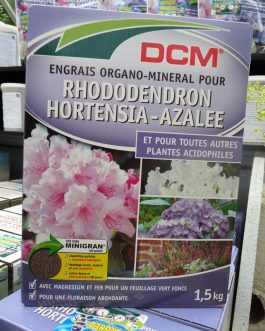 DCM®
ENGRAIS ORGANO-MINERAL POUR
RHODODENDRON
HORTENSIA-AZALEE
ET POUR TOUTES AUTRES
PLANTES ACIDOPHILES
MINIGRAN
AVEC MAGNESIUM ET FER POUR UN FEUILLAGE VERT FONCE
POUR UNE FLORAISON ABONDANTE
1,5 kg